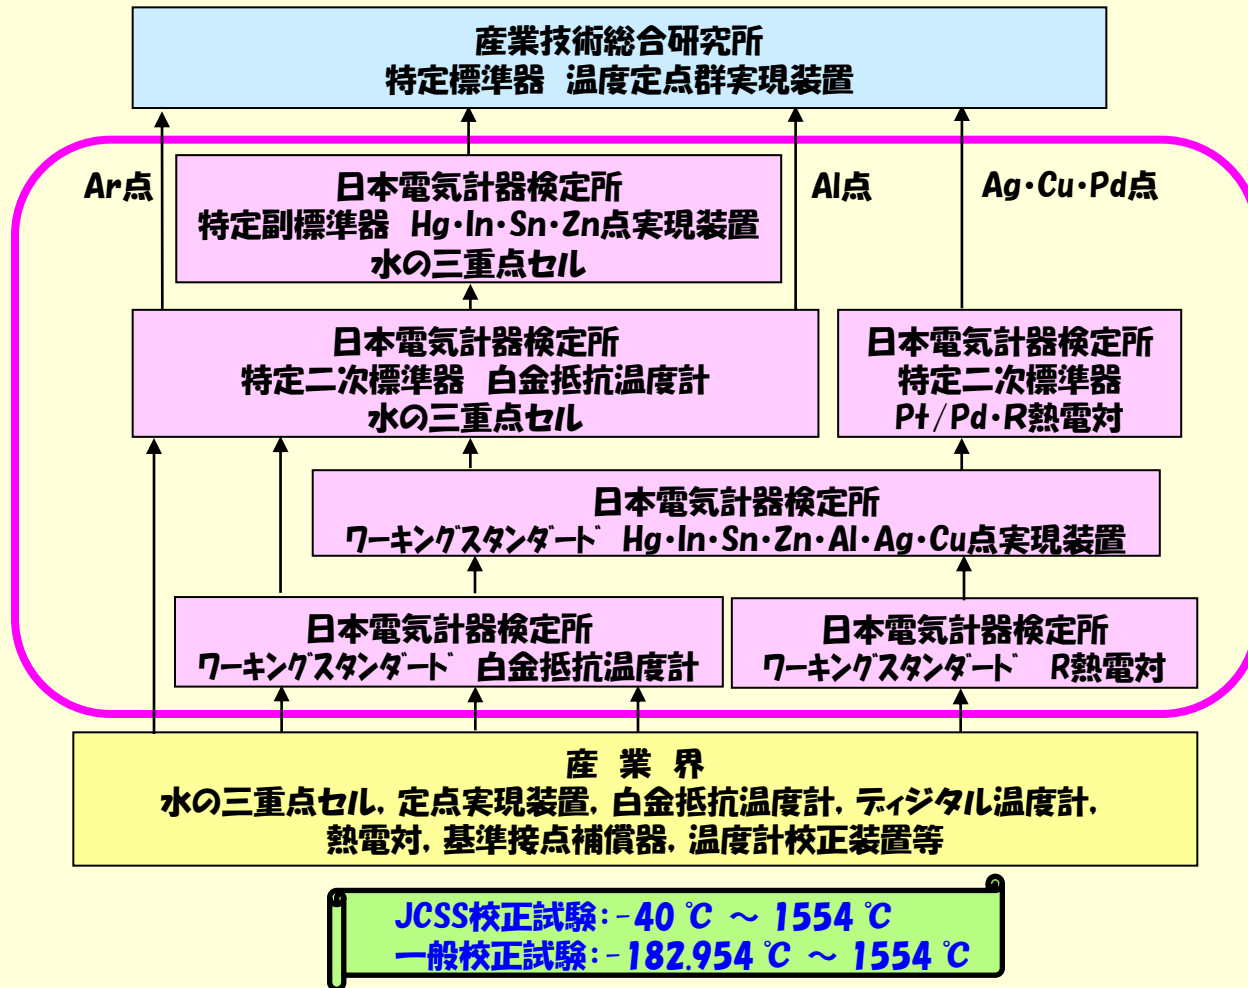 産業技術総合研究所
特定標準器 温度定点群実現装置
Ar点
日本電気計器検定所
特定副標準器 Hg・In・Sn・Zn点実現装置
水の三重点セル
Al点
Ag・Cu・Pd点
日本電気計器検定所
特定二次標準器 白金抵抗温度計
水の三重点セル
日本電気計器検定所
特定二次標準器
Pt/Pd・R熱電対
日本電気計器検定所
ワーキングスタンダード Hg・In・Sn・Zn・Al・Ag・Cu点実現装置
日本電気計器検定所
ワーキングスタンダード 白金抵抗温度計
日本電気計器検定所
ワーキングスタンダード R熱電対
産 業 界
水の三重点セル, 定点実現装置, 白金抵抗温度計, ディジタル温度計,
熱電対, 基準接点補償器, 温度計校正装置等
JCSS校正試験:-40 ℃ ～ 1554 ℃
一般校正試験:-182.954 ℃ ～ 1554 ℃